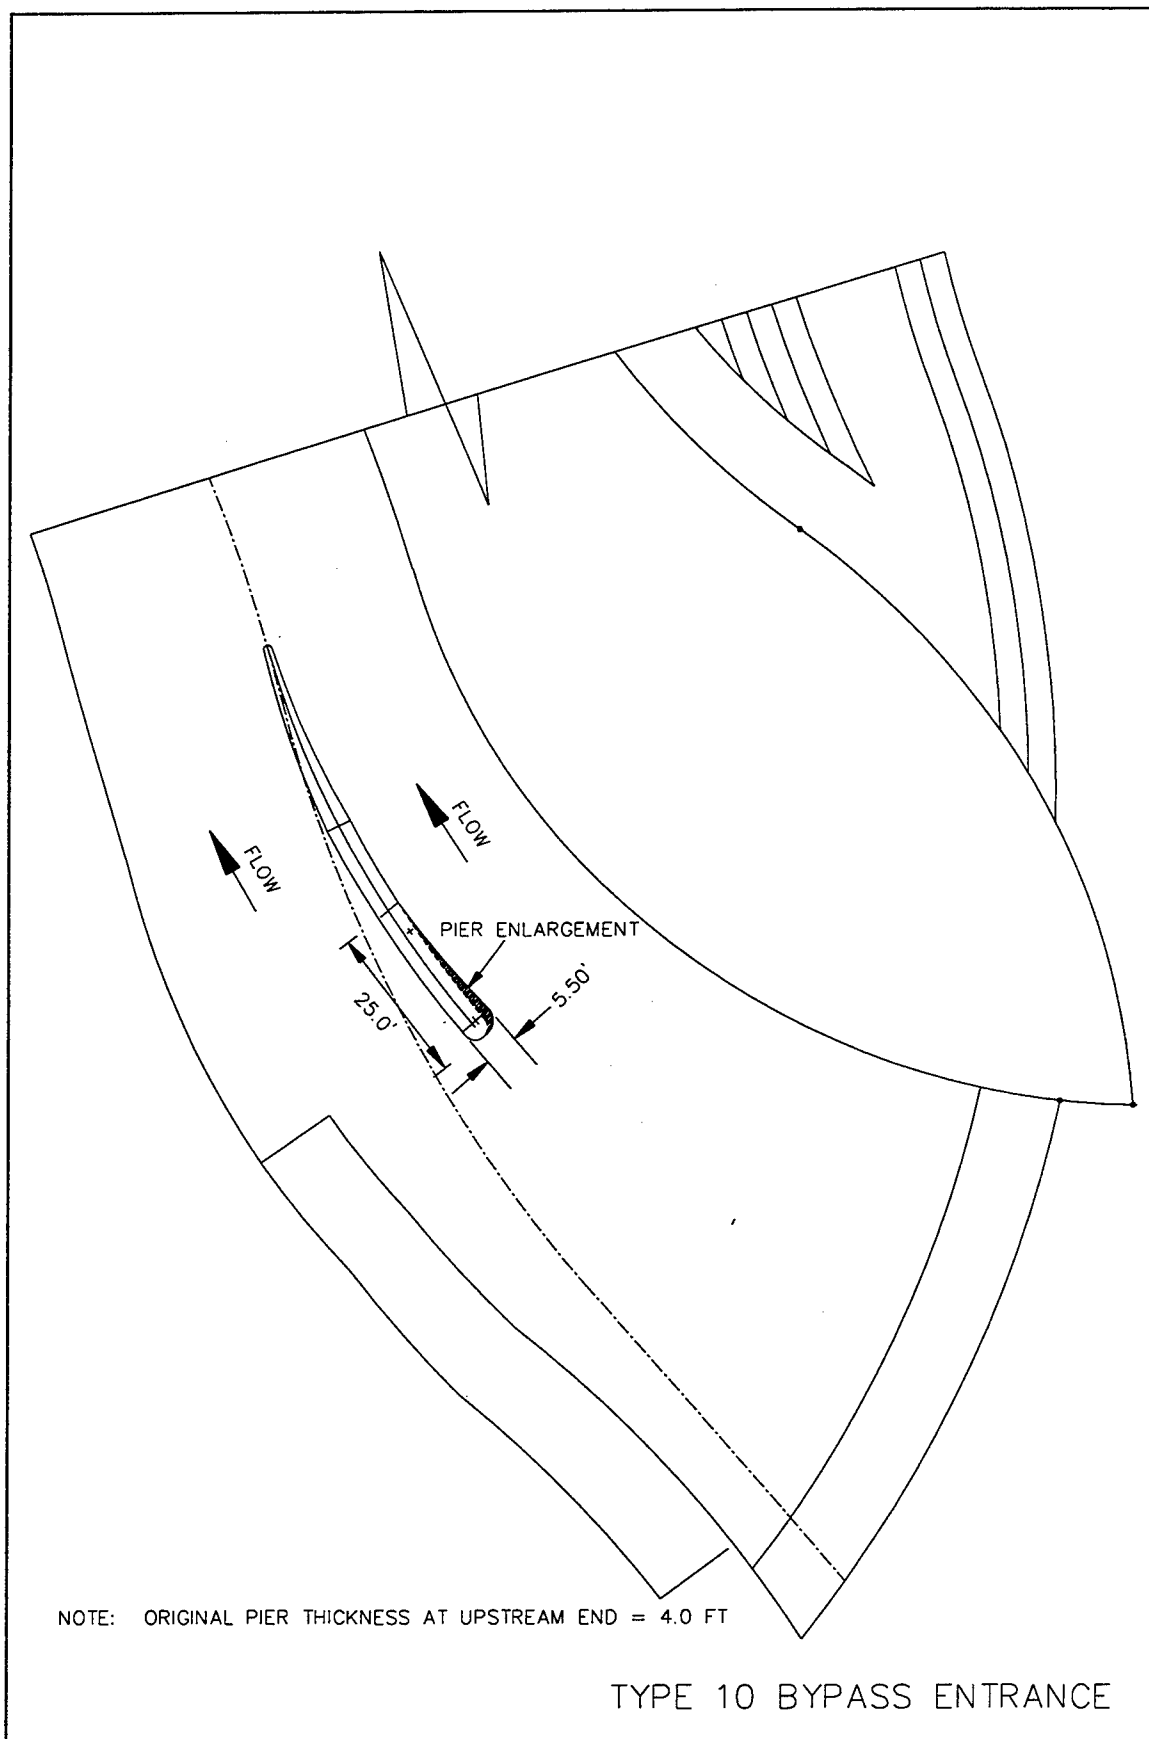 FLOW
FLOW
PIER ENLARGEMENT
5.50'
25.0'
NOTE: ORIGINAL PIER THICKNESS AT UPSTREAM END = 4.0 FT
TYPE 10 BYPASS ENTRANCE